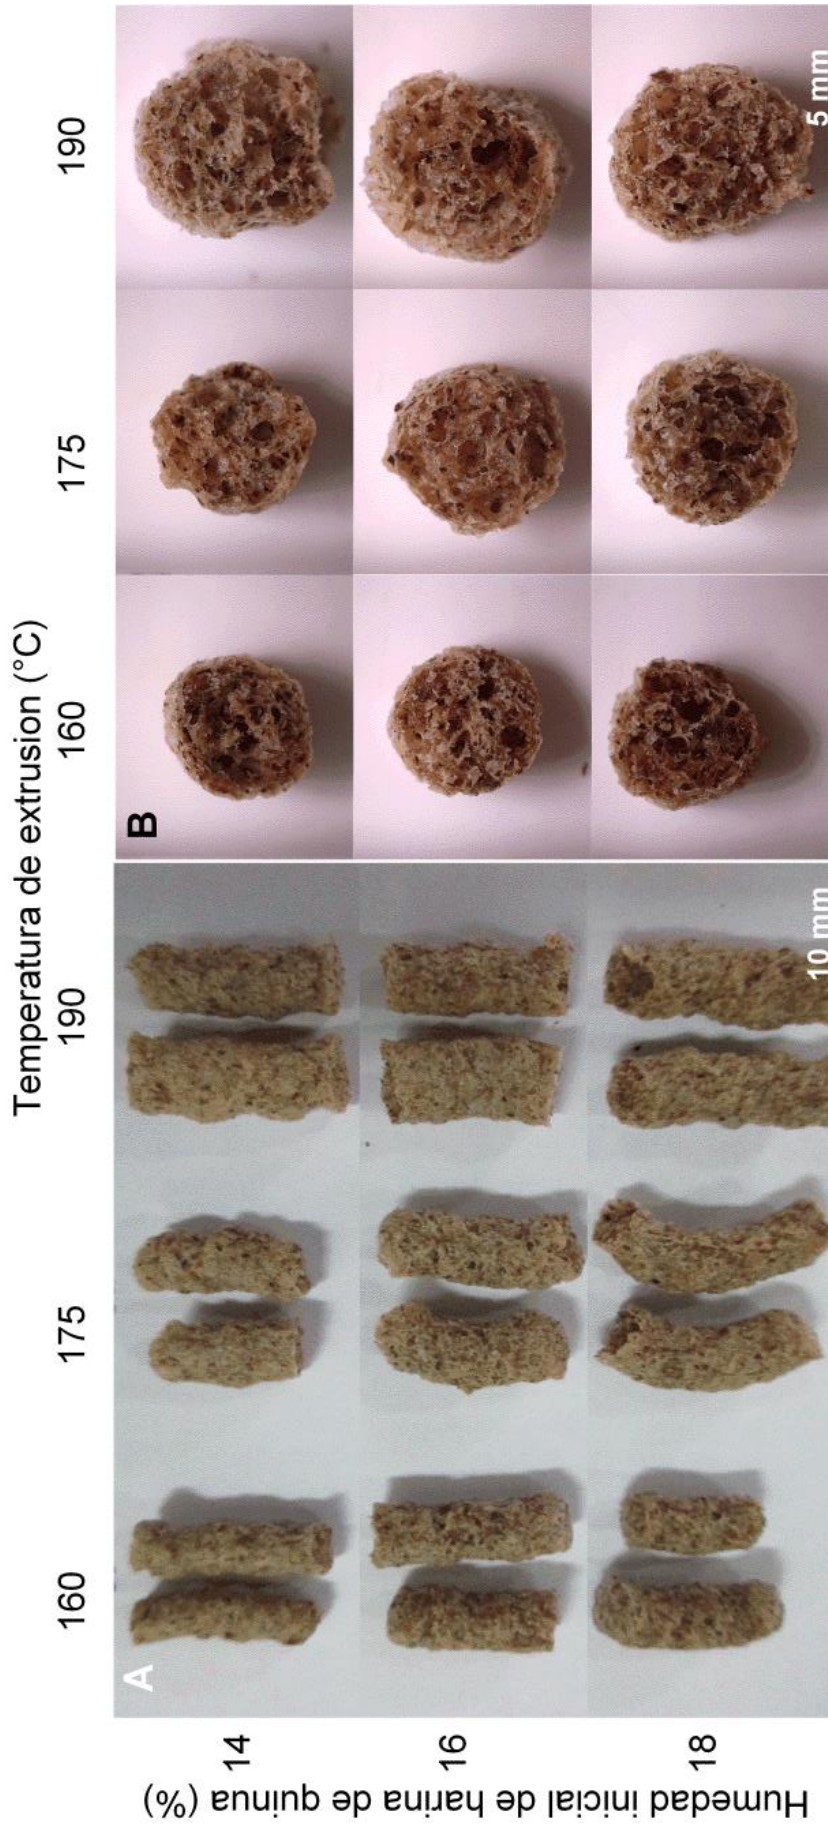 Temperatura de extrusion (°C)
160
175
190
160
175
190
A
B
14
16
18
Humedad inicial de harina de quinua (%)
10 mm
5 mm